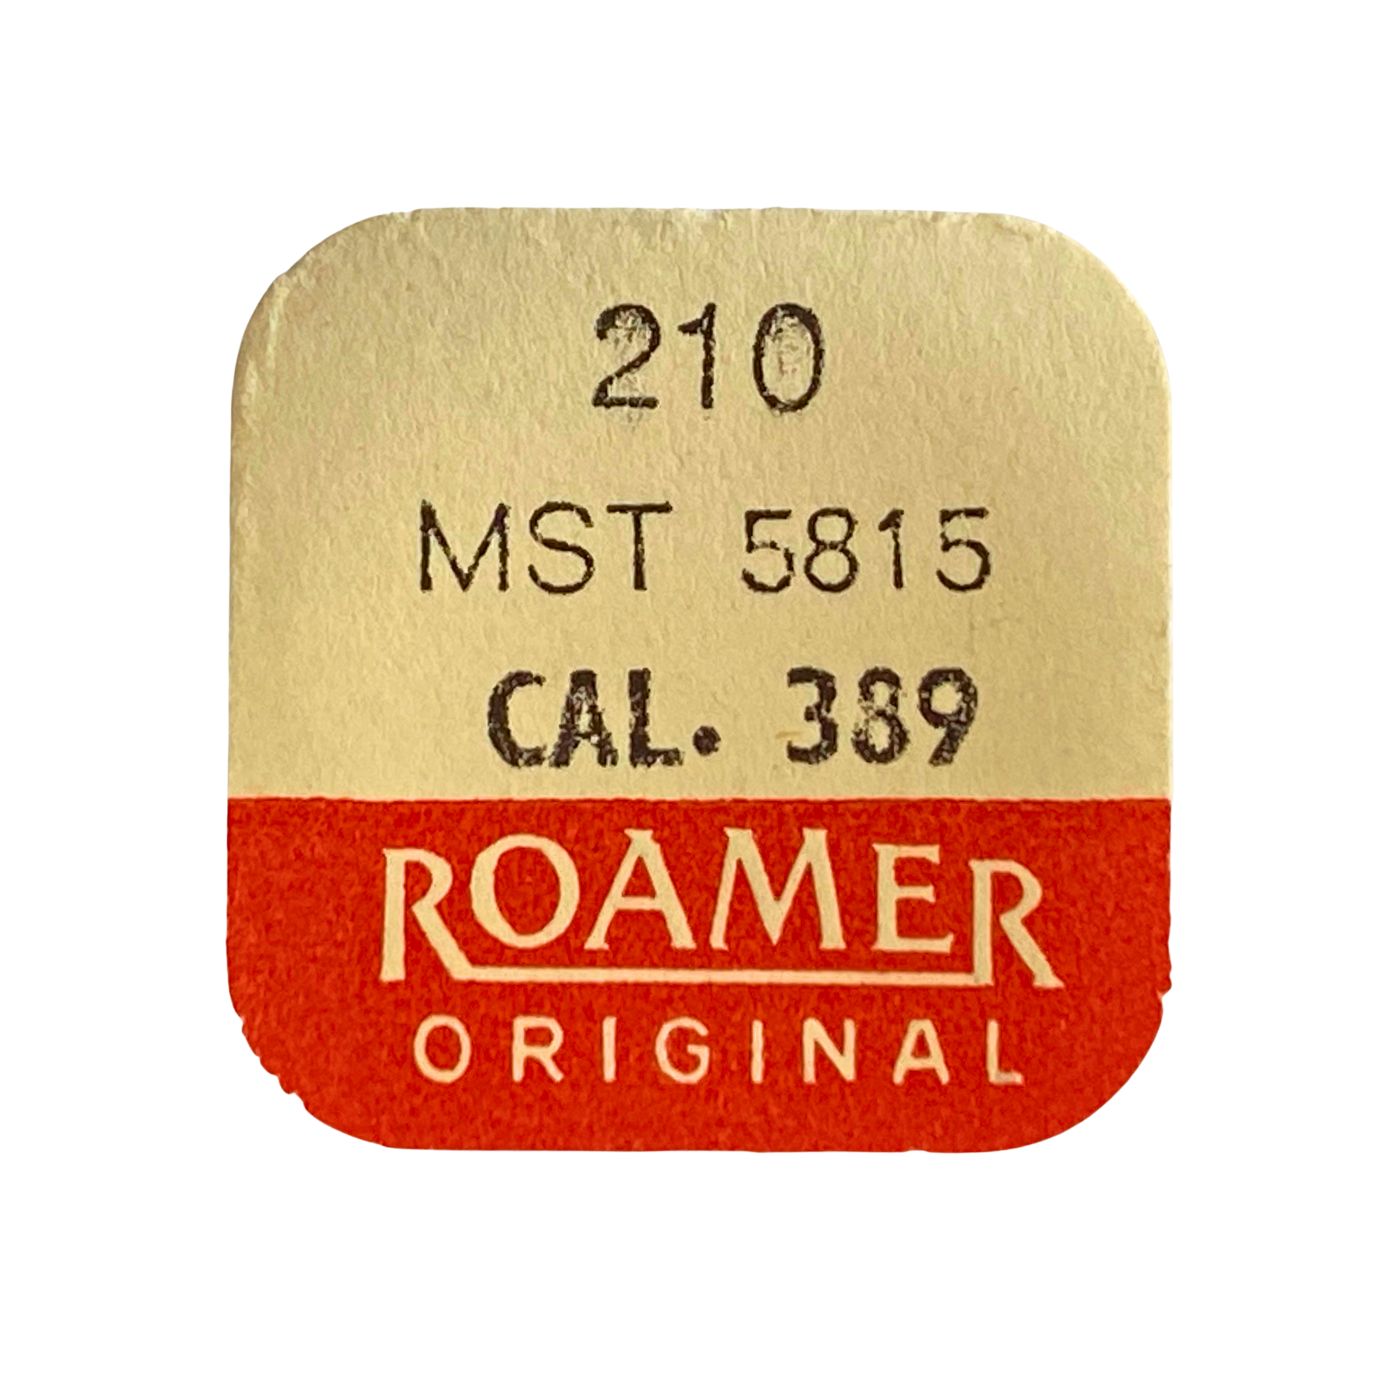 210
MST 5815
CAL. 389
ROAMER
ORIGINAL